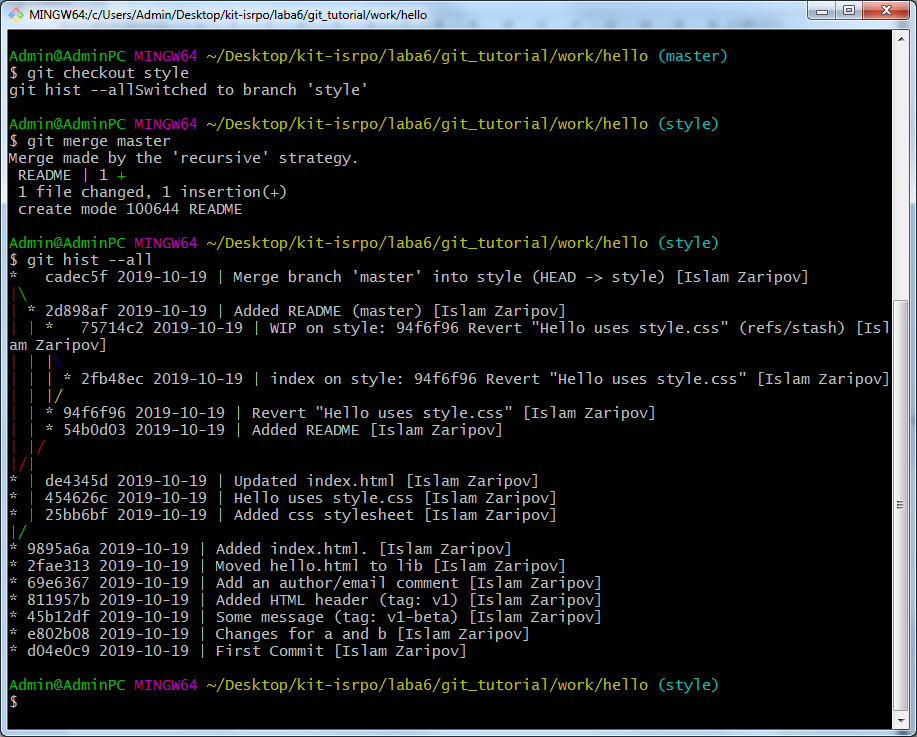 MINGW64:/c/Users/Admin/Desktop/kit-isrpo/laba6/git_tutorial/work/hello
Admin@AdminPC MINGW64 ~/Desktop/kit-isrpo/laba6/git_tutorial/work/hello (master)
$ git checkout style
git hist --allSwitched to branch 'style'
Admin@AdminPC MINGW64 ~/Desktop/kit-isrpo/laba6/git_tutorial/work/hello (style)
$ git merge master
Merge made by the 'recursive' strategy.
 README | 1 +
 1 file changed, 1 insertion(+)
 create mode 100644 README
Admin@AdminPC MINGW64 ~/Desktop/kit-isrpo/laba6/git_tutorial/work/hello (style)
$ git hist --all
*   cadec5f 2019-10-19 | Merge branch 'master' into style (HEAD -> style) [Islam Zaripov]
|\
| * 2d898af 2019-10-19 | Added README (master) [Islam Zaripov]
| | *   75714c2 2019-10-19 | WIP on style: 94f6f96 Revert "Hello uses style.css" (refs/stash) [Isl
am Zaripov]
| | |\
| | | * 2fb48ec 2019-10-19 | index on style: 94f6f96 Revert "Hello uses style.css" [Islam Zaripov]
| | |/
| | * 94f6f96 2019-10-19 | Revert "Hello uses style.css" [Islam Zaripov]
| | * 54b0d03 2019-10-19 | Added README [Islam Zaripov]
| |/
|/|
* | de4345d 2019-10-19 | Updated index.html [Islam Zaripov]
* | 454626c 2019-10-19 | Hello uses style.css [Islam Zaripov]
* | 25bb6bf 2019-10-19 | Added css stylesheet [Islam Zaripov]
|/
* 9895a6a 2019-10-19 | Added index.html. [Islam Zaripov]
* 2fae313 2019-10-19 | Moved hello.html to lib [Islam Zaripov]
* 69e6367 2019-10-19 | Add an author/email comment [Islam Zaripov]
* 811957b 2019-10-19 | Added HTML header (tag: v1) [Islam Zaripov]
* 45b12df 2019-10-19 | Some message (tag: v1-beta) [Islam Zaripov]
* e802b08 2019-10-19 | Changes for a and b [Islam Zaripov]
* d04e0c9 2019-10-19 | First Commit [Islam Zaripov]
Admin@AdminPC MINGW64 ~/Desktop/kit-isrpo/laba6/git_tutorial/work/hello (style)
$